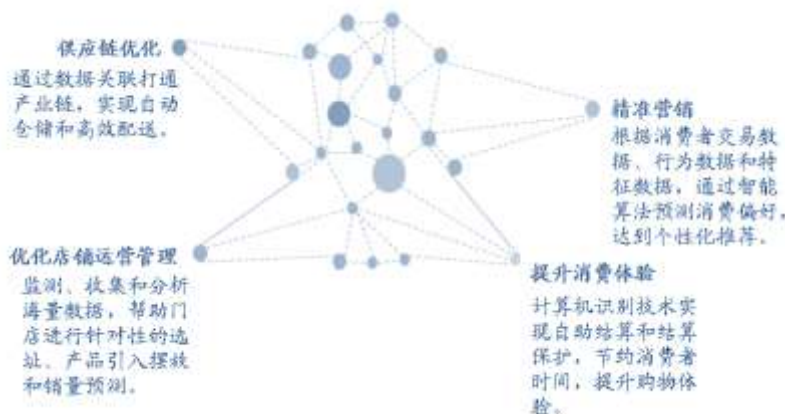 供应链优化
通过数据关联打通
产业链，实现自动
仓储和高效配送。
精准营销
根据消费者交易数
据、行为数据和特
征数据，通过智能
算法预测消费偏好，
达到个性化推荐。
优化店铺运营管理
监测、收集和分析
海量数据，帮助门
店进行针对性的选
址、产品引入摆放
和销量预测。
提升消费体验
计算机识别技术实
现自助结算和结算
保护，节约消费者
时间，提升购物体
验。